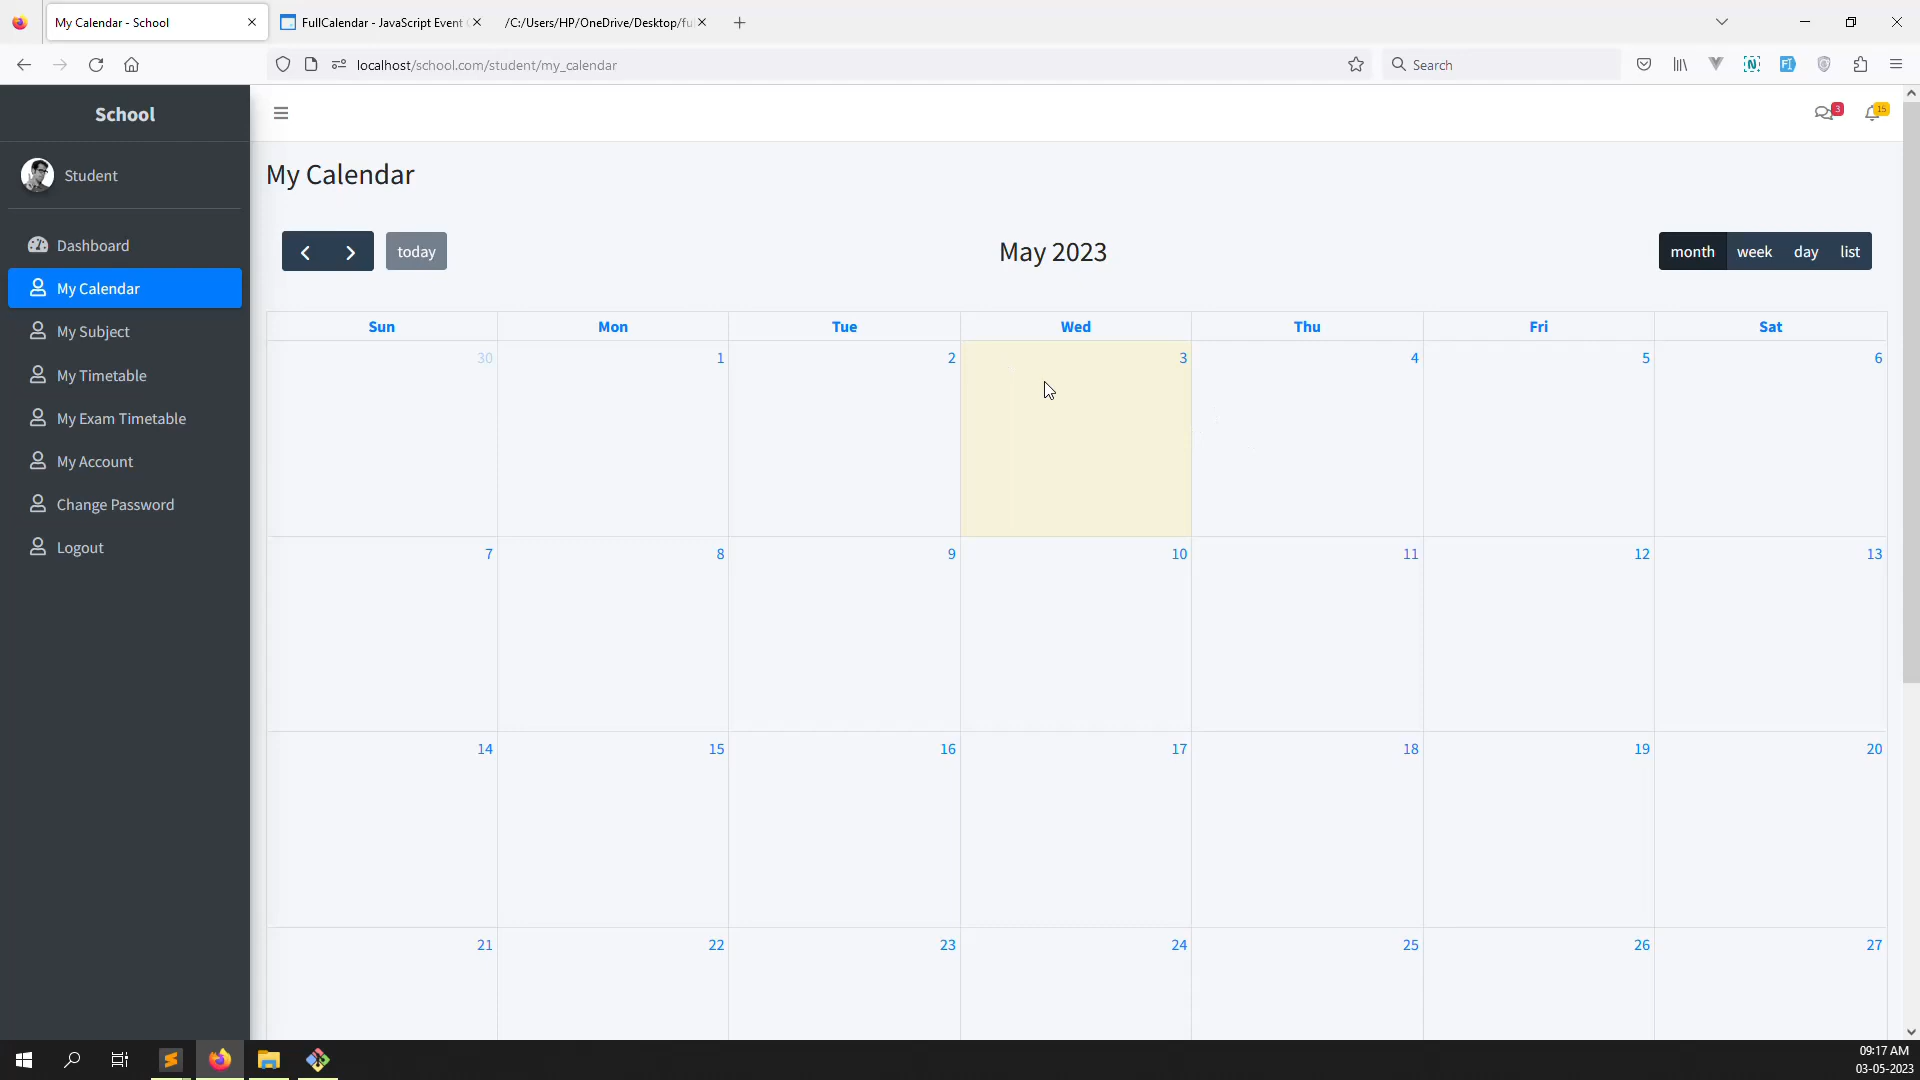 My Calendar - School
FullCalendar - JavaScript Event
/C:/Users/HP/OneDrive/Desktop/fu
localhost/school.com/student/my_calendar
Search
School
3
15
Student
My Calendar
today
May 2023
month week day list
Dashboard
My Calendar
My Subject
My Timetable
My Exam Timetable
My Account
Change Password
Logout
Sun Mon Tue Wed Thu Fri Sat
30 1 2 3 4 5 6
7 8 9 10 11 12 13
14 15 16 17 18 19 20
21 22 23 24 25 26 27
09:17 AM
03-05-2023